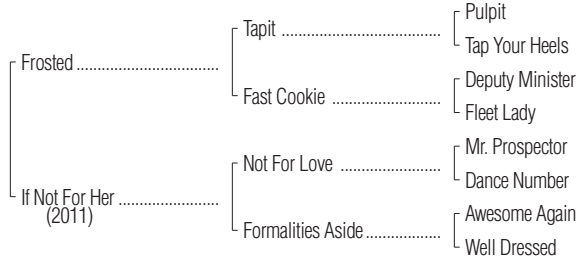 Pulpit
Tapit ..............................
Tap Your Heels
Frosted ...........................
Deputy Minister
Fast Cookie ....................
Fleet Lady
Mr. Prospector
Not For Love ...................
Dance Number
If Not For Her ...................
(2011)
Awesome Again
Formalities Aside.............
Well Dressed